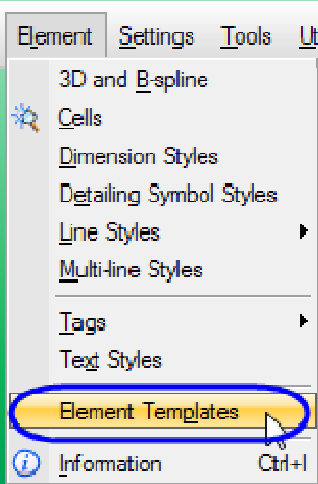 Element Settings Tools Ut
3D and B-spline
Cells
Dimension Styles
Detailing Symbol Styles
Line Styles
Multi-line Styles
Tags
Text Styles
Element Templates
Information Ctrl+I